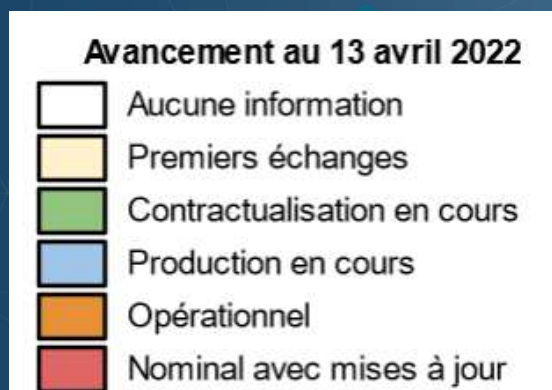 Avancement au 13 avril 2022
Aucune information
Premiers échanges
Contractualisation en cours
Production en cours
Opérationnel
Nominal avec mises à jour